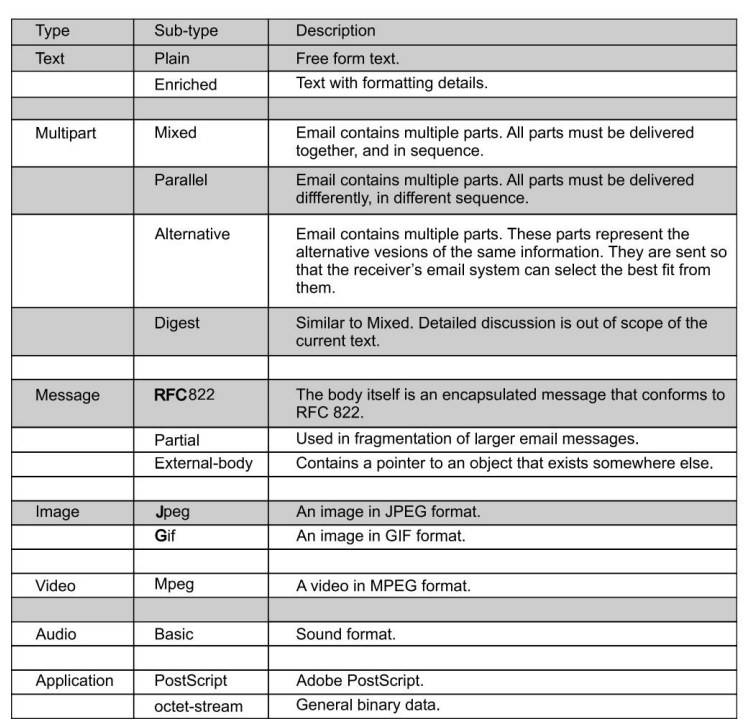 Type Sub-type Description
Text Plain Free form text.
Enriched Text with formatting details.
Multipart Mixed Email contains multiple parts. All parts must be delivered
together, and in sequence.
Parallel Email contains multiple parts. All parts must be delivered
diffferently, in different sequence.
Alternative Email contains multiple parts. These parts represent the
alternative vesions of the same information. They are sent so
that the receiver's email system can select the best fit from
them.
Digest Similar to Mixed. Detailed discussion is out of scope of the
current text.
Message RFC822 The body itself is an encapsulated message that conforms to
RFC 822.
Partial Used in fragmentation of larger email messages.
External-body Contains a pointer to an object that exists somewhere else.
Image Jpeg An image in JPEG format.
Gif An image in GIF format.
Video Mpeg A video in MPEG format.
Audio Basic Sound format.
Application PostScript Adobe PostScript.
octet-stream General binary data.